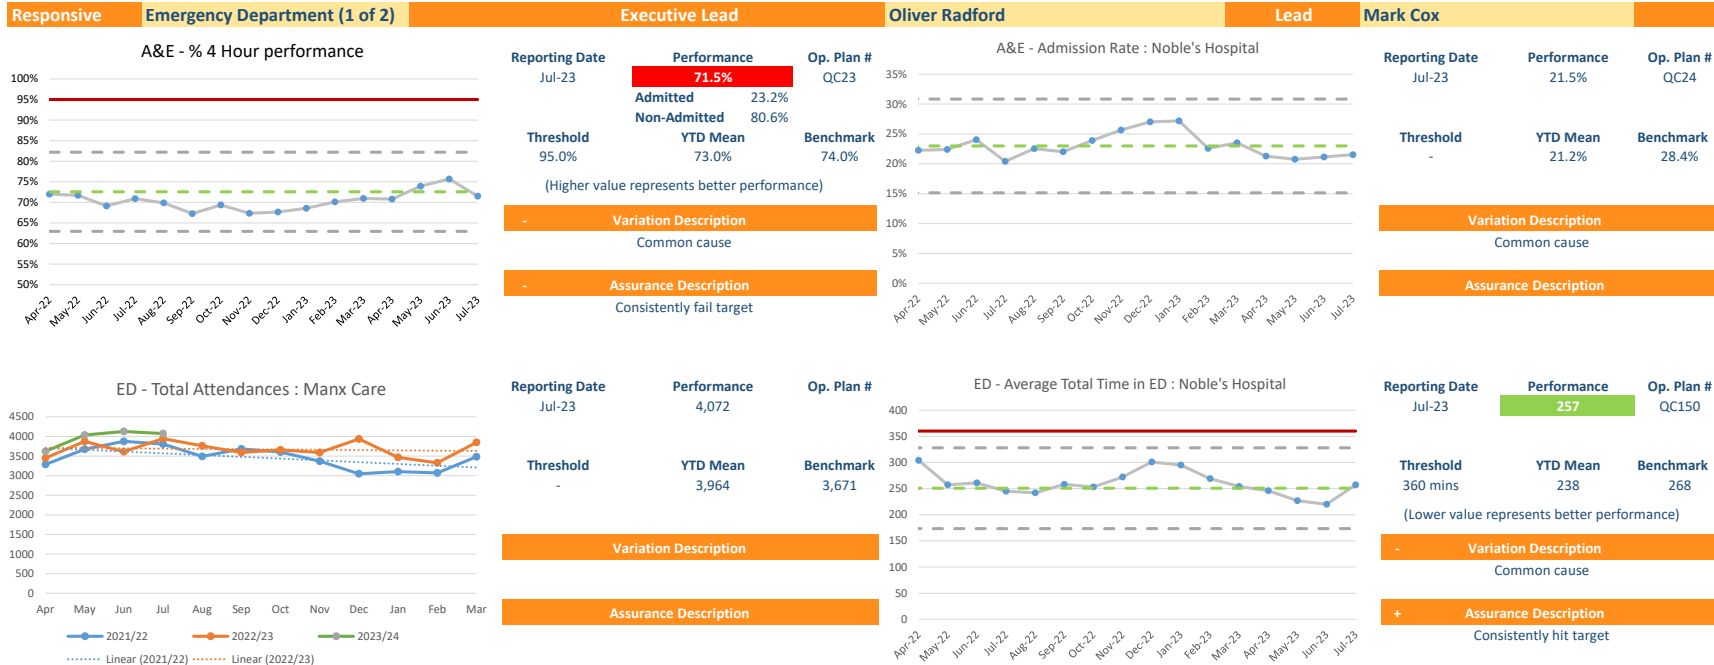 Responsive Emergency Department (1 of 2) Executive Lead Oliver Radford Lead Mark Cox
A&E - % 4 Hour performance
100%
95%
90%
85%
80%
75%
70%
65%
60%
55%
50%
Apr-22 May-22 Jun-22 Jul-22 Aug-22 Sep-22 Oct-22 Nov-22 Dec-22 Jan-23 Feb-23 Mar-23 Apr-23 May-23 Jun-23 Jul-23
Reporting Date Performance Op. Plan #
Jul-23 71.5% QC23
Admitted 23.2%
Non-Admitted 80.6%
Threshold YTD Mean Benchmark
95.0% 73.0% 74.0%
(Higher value represents better performance)
- Variation Description
Common cause
- Assurance Description
Consistently fail target
A&E - Admission Rate : Noble's Hospital
35%
30%
25%
20%
15%
10%
5%
0%
Apr-22 May-22 Jun-22 Jul-22 Aug-22 Sep-22 Oct-22 Nov-22 Dec-22 Jan-23 Feb-23 Mar-23 Apr-23 May-23 Jun-23 Jul-23
Reporting Date Performance Op. Plan #
Jul-23 21.5% QC24
Threshold YTD Mean Benchmark
- 21.2% 28.4%
Variation Description
Common cause
Assurance Description
ED - Total Attendances : Manx Care
4500
4000
3500
3000
2500
2000
1500
1000
500
0
Apr May Jun Jul Aug Sep Oct Nov Dec Jan Feb Mar
2021/22 2022/23 2023/24
Linear (2021/22) Linear (2022/23)
Reporting Date Performance Op. Plan #
Jul-23 4,072
Threshold YTD Mean Benchmark
- 3,964 3,671
Variation Description
Assurance Description
ED - Average Total Time in ED : Noble's Hospital
400
350
300
250
200
150
100
50
0
Apr-22 May-22 Jun-22 Jul-22 Aug-22 Sep-22 Oct-22 Nov-22 Dec-22 Jan-23 Feb-23 Mar-23 Apr-23 May-23 Jun-23 Jul-23
Reporting Date Performance Op. Plan #
Jul-23 257 QC150
Threshold YTD Mean Benchmark
360 mins 238 268
(Lower value represents better performance)
- Variation Description
Common cause
+ Assurance Description
Consistently hit target